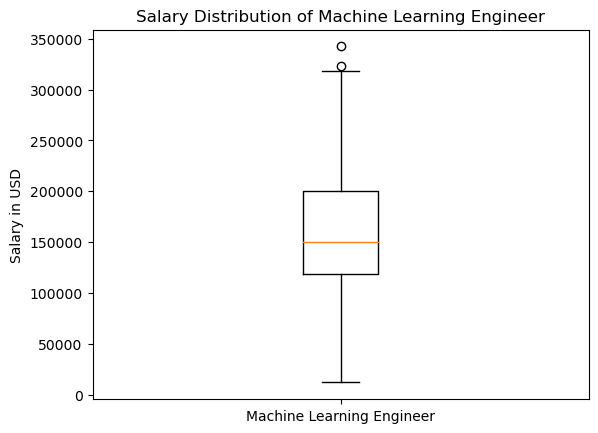 Salary Distribution of Machine Learning Engineer
350000
300000
250000
200000
150000
100000
50000
0
Salary in USD
Machine Learning Engineer